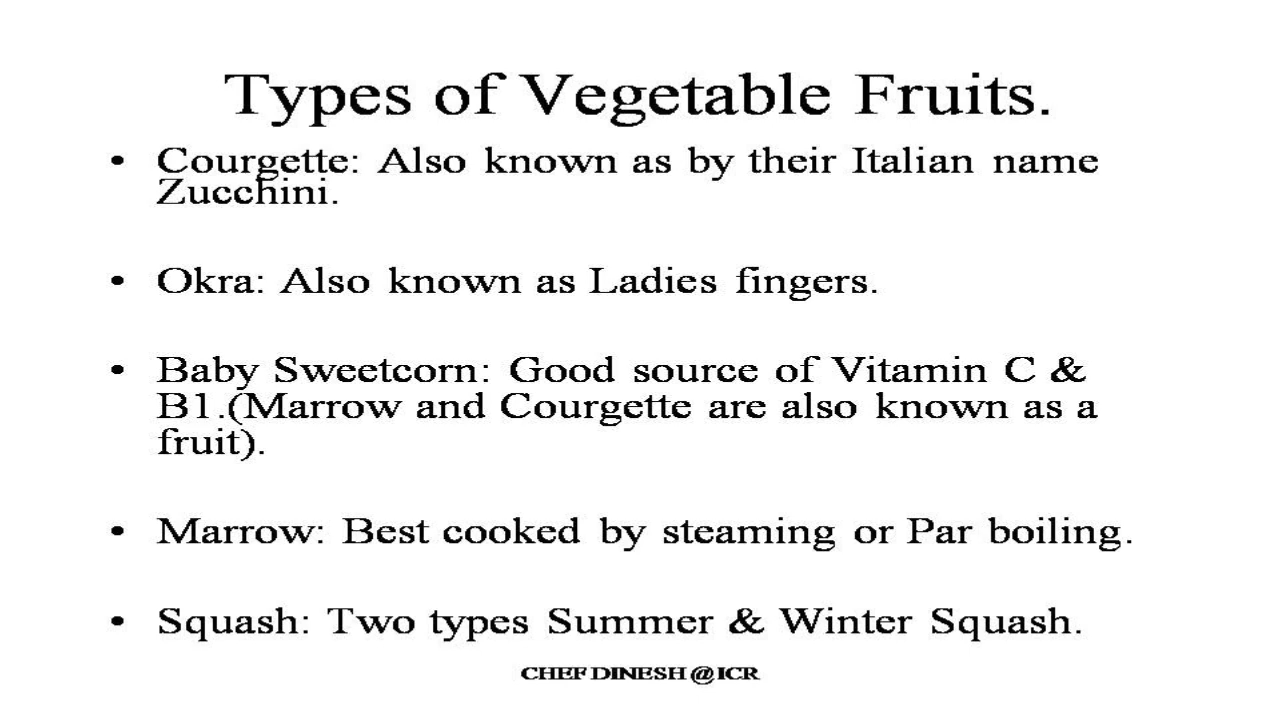 Types of Vegetable Fruits.
• Courgette: Also known as by their Italian name
Zucchini.
• Okra: Also known as Ladies fingers.
• Baby Sweetcorn: Good source of Vitamin C &
B1.(Marrow and Courgette are also known as a
fruit).
• Marrow: Best cooked by steaming or Par boiling.
• Squash: Two types Summer & Winter Squash.
CHEF DINESH @ ICR